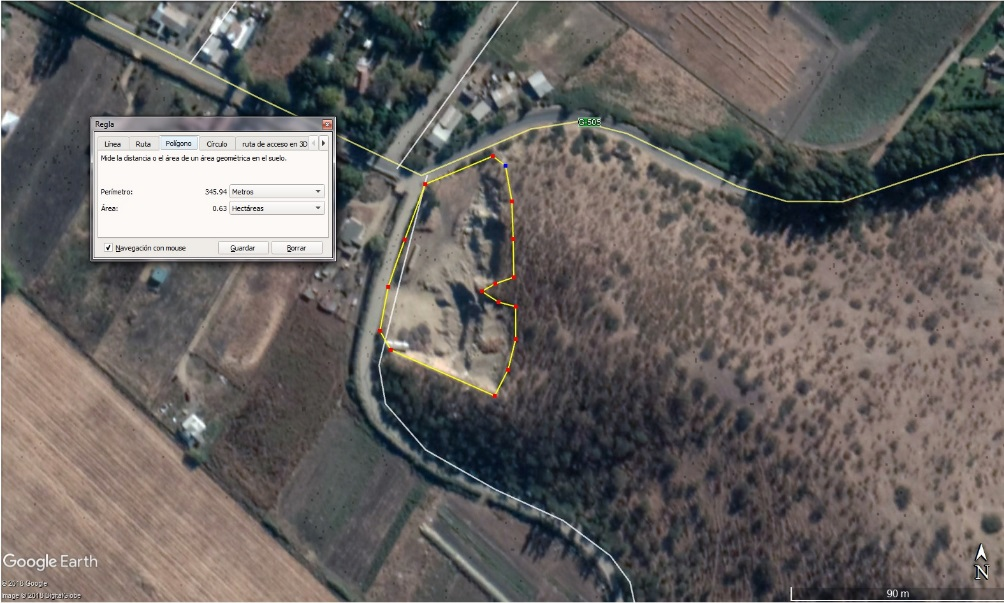 G-505
Regla
Línea Ruta Polígono Círculo ruta de acceso en 3D
Mide la distancia o el área de un área geométrica en el suelo.
Perímetro: 345.94 Metros
Área: 0.63 Hectáreas
Navegación con mouse Guardar Borrar
Google Earth
© 2018 Google
Image © 2018 DigitalGlobe
N
90 m